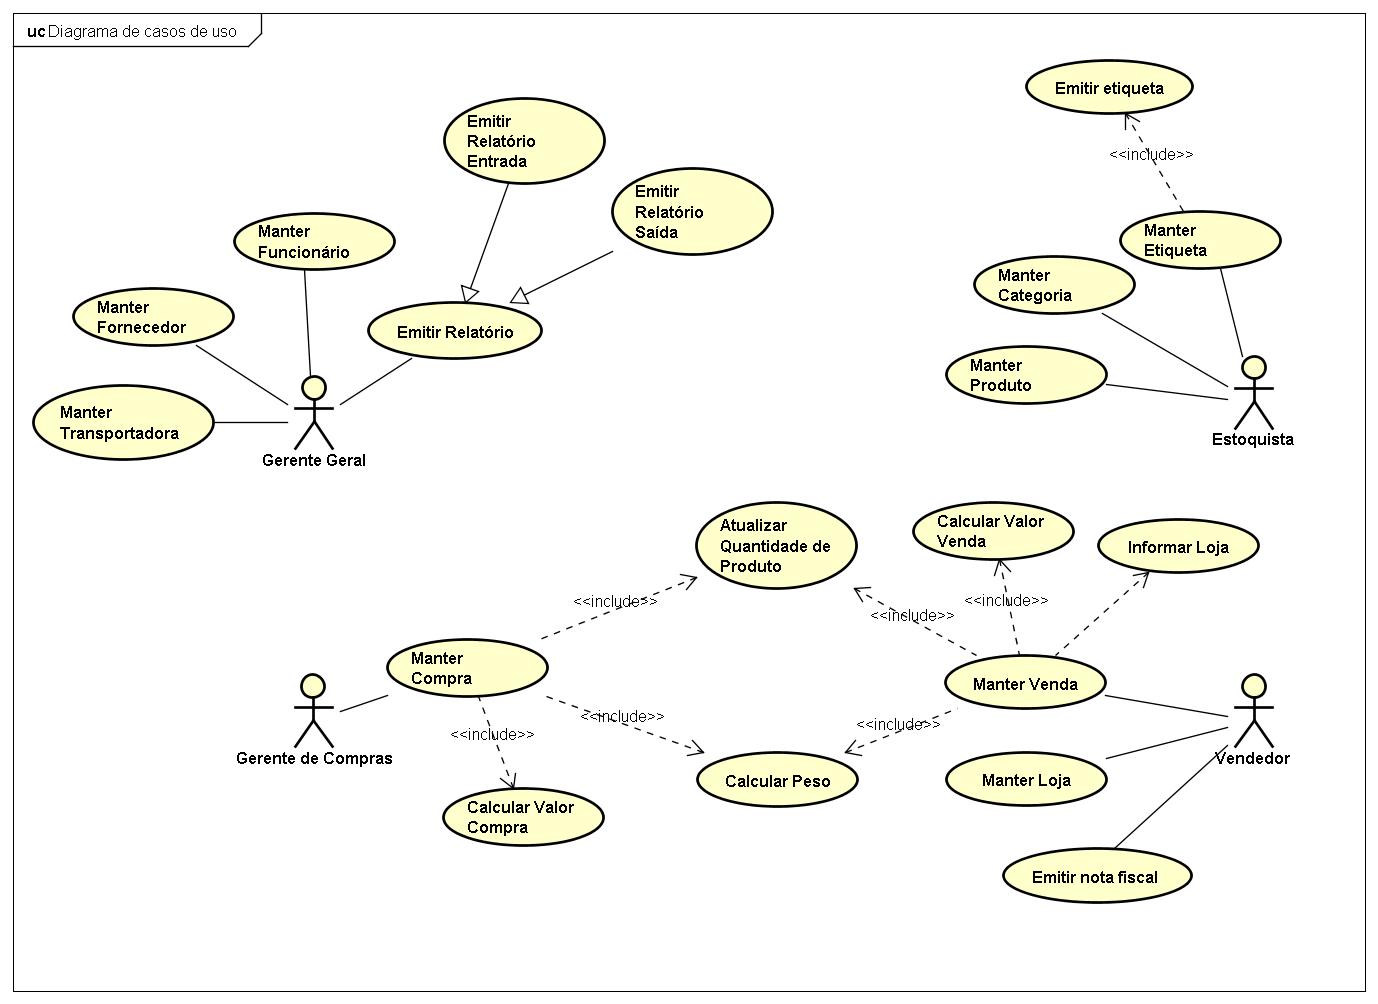 uc Diagrama de casos de uso
Emitir etiqueta
Emitir
Relatório
Entrada
<<include>>
Emitir
Relatório
Saída
Manter
Funcionário
Manter
Etiqueta
Manter
Categoria
Manter
Fornecedor
Emitir Relatório
Manter
Produto
Manter
Transportadora
Estoquista
Gerente Geral
Atualizar
Quantidade de
Produto
Calcular Valor
Venda
Informar Loja
<<include>>
<<include>>
<<include>>
Manter
Compra
Manter Venda
<<include>>
<<include>>
<<include>>
Gerente de Compras
Vendedor
Calcular Peso
Manter Loja
Calcular Valor
Compra
Emitir nota fiscal